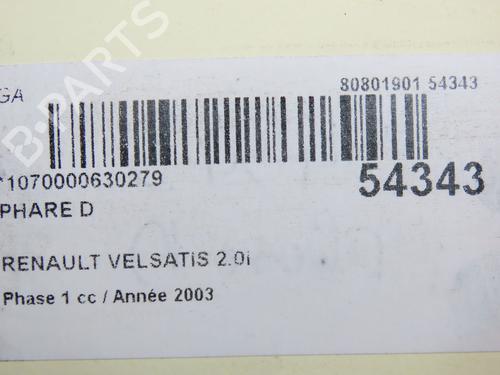 GA
80801901 54343
*1070000630279
54343
PHARE D
RENAULT VELSATIS 2.0i
Phase 1 cc / Année 2003
B-PARTS